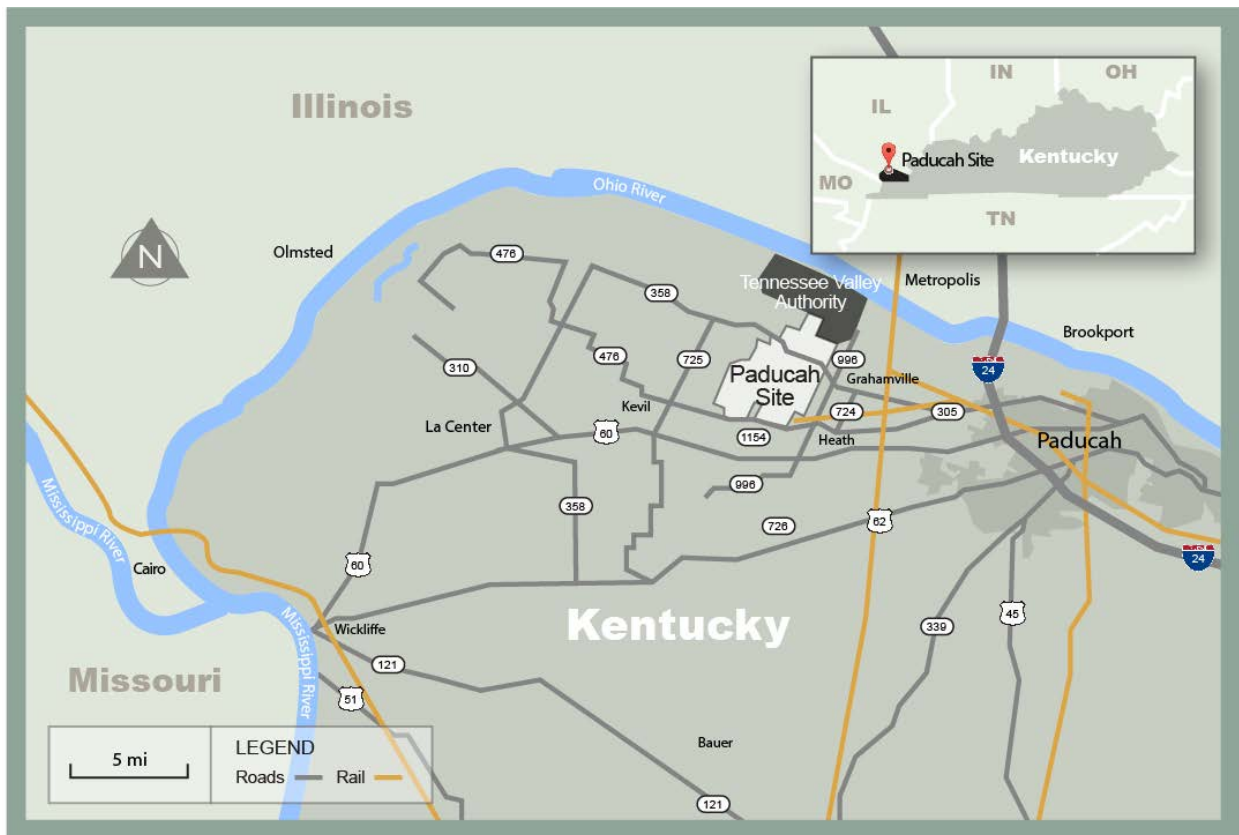 Illinois
IN
OH
IL
Paducah Site
Kentucky
MO
TN
Ohio River
N
Olmsted
476
Tennessee Valley
Authority
Metropolis
358
Brookport
310
476
725
996
24
Paducah
Site
Grahamville
Kevil
724
305
La Center
60
1154
Heath
Paducah
996
358
726
62
24
Mississippi River
60
Cairo
Mississippi River
Wickliffe
Kentucky
339
45
121
Missouri
51
Bauer
5 mi
LEGEND
Roads
Rail
121